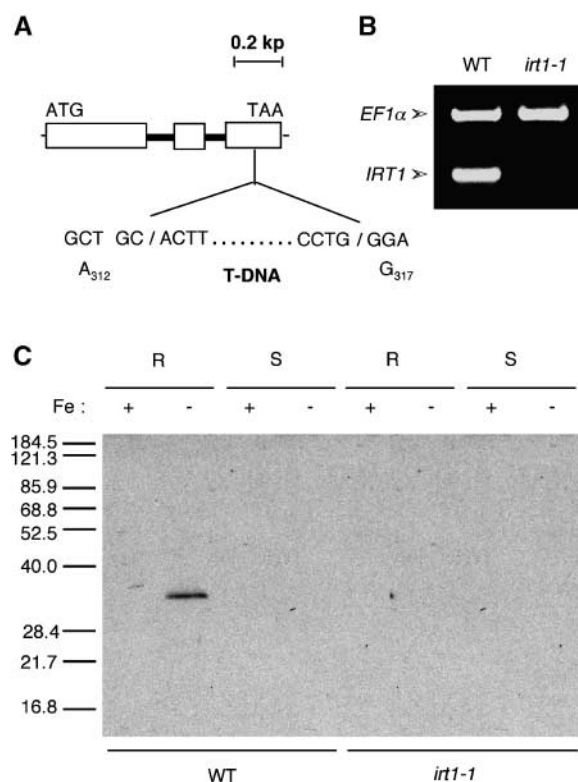 A
0.2 kp
ATG TAA
GCT GC / ACTT . . . . . . . . . CCTG / GGA
A312 T-DNA G317
B
WT irt1-1
EF1α
IRT1
C
R S R S
Fe : + - + - + - + -
184.5
121.3
85.9
68.8
52.5
40.0
28.4
21.7
16.8
WT irt1-1